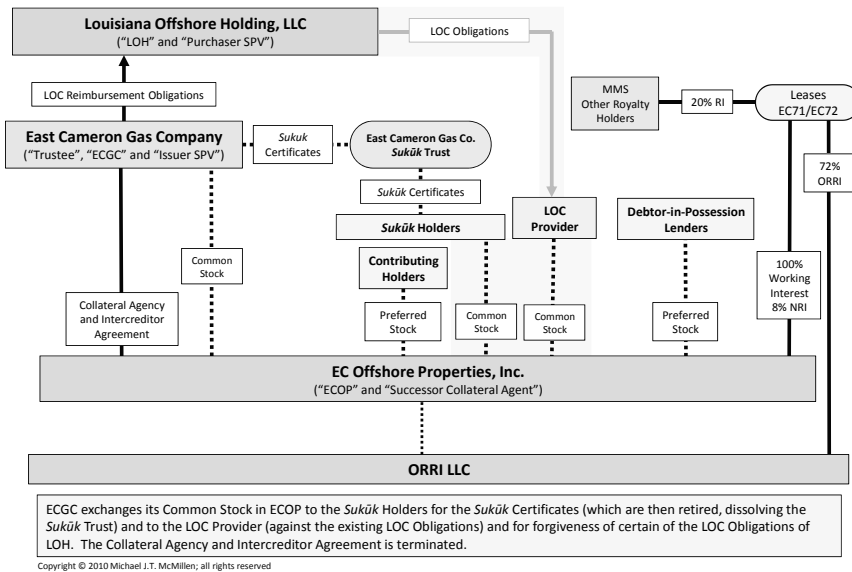 Louisiana Offshore Holding, LLC
("LOH" and "Purchaser SPV")
LOC Obligations
LOC Reimbursement Obligations
MMS
Other Royalty
Holders
20% RI
Leases
EC71/EC72
East Cameron Gas Company
("Trustee", "ECGC" and "Issuer SPV")
Sukuk
Certificates
East Cameron Gas Co.
Sukūk Trust
72%
ORRI
Sukūk Certificates
Sukūk Holders
LOC
Provider
Debtor-in-Possession
Lenders
Common
Stock
Contributing
Holders
100%
Working
Interest
8% NRI
Collateral Agency
and Intercreditor
Agreement
Preferred
Stock
Common
Stock
Common
Stock
Preferred
Stock
EC Offshore Properties, Inc.
("ECOP" and "Successor Collateral Agent")
ORRI LLC
ECGC exchanges its Common Stock in ECOP to the Sukūk Holders for the Sukūk Certificates (which are then retired, dissolving the
Sukūk Trust) and to the LOC Provider (against the existing LOC Obligations) and for forgiveness of certain of the LOC Obligations of
LOH. The Collateral Agency and Intercreditor Agreement is terminated.
Copyright © 2010 Michael J.T. McMillen; all rights reserved